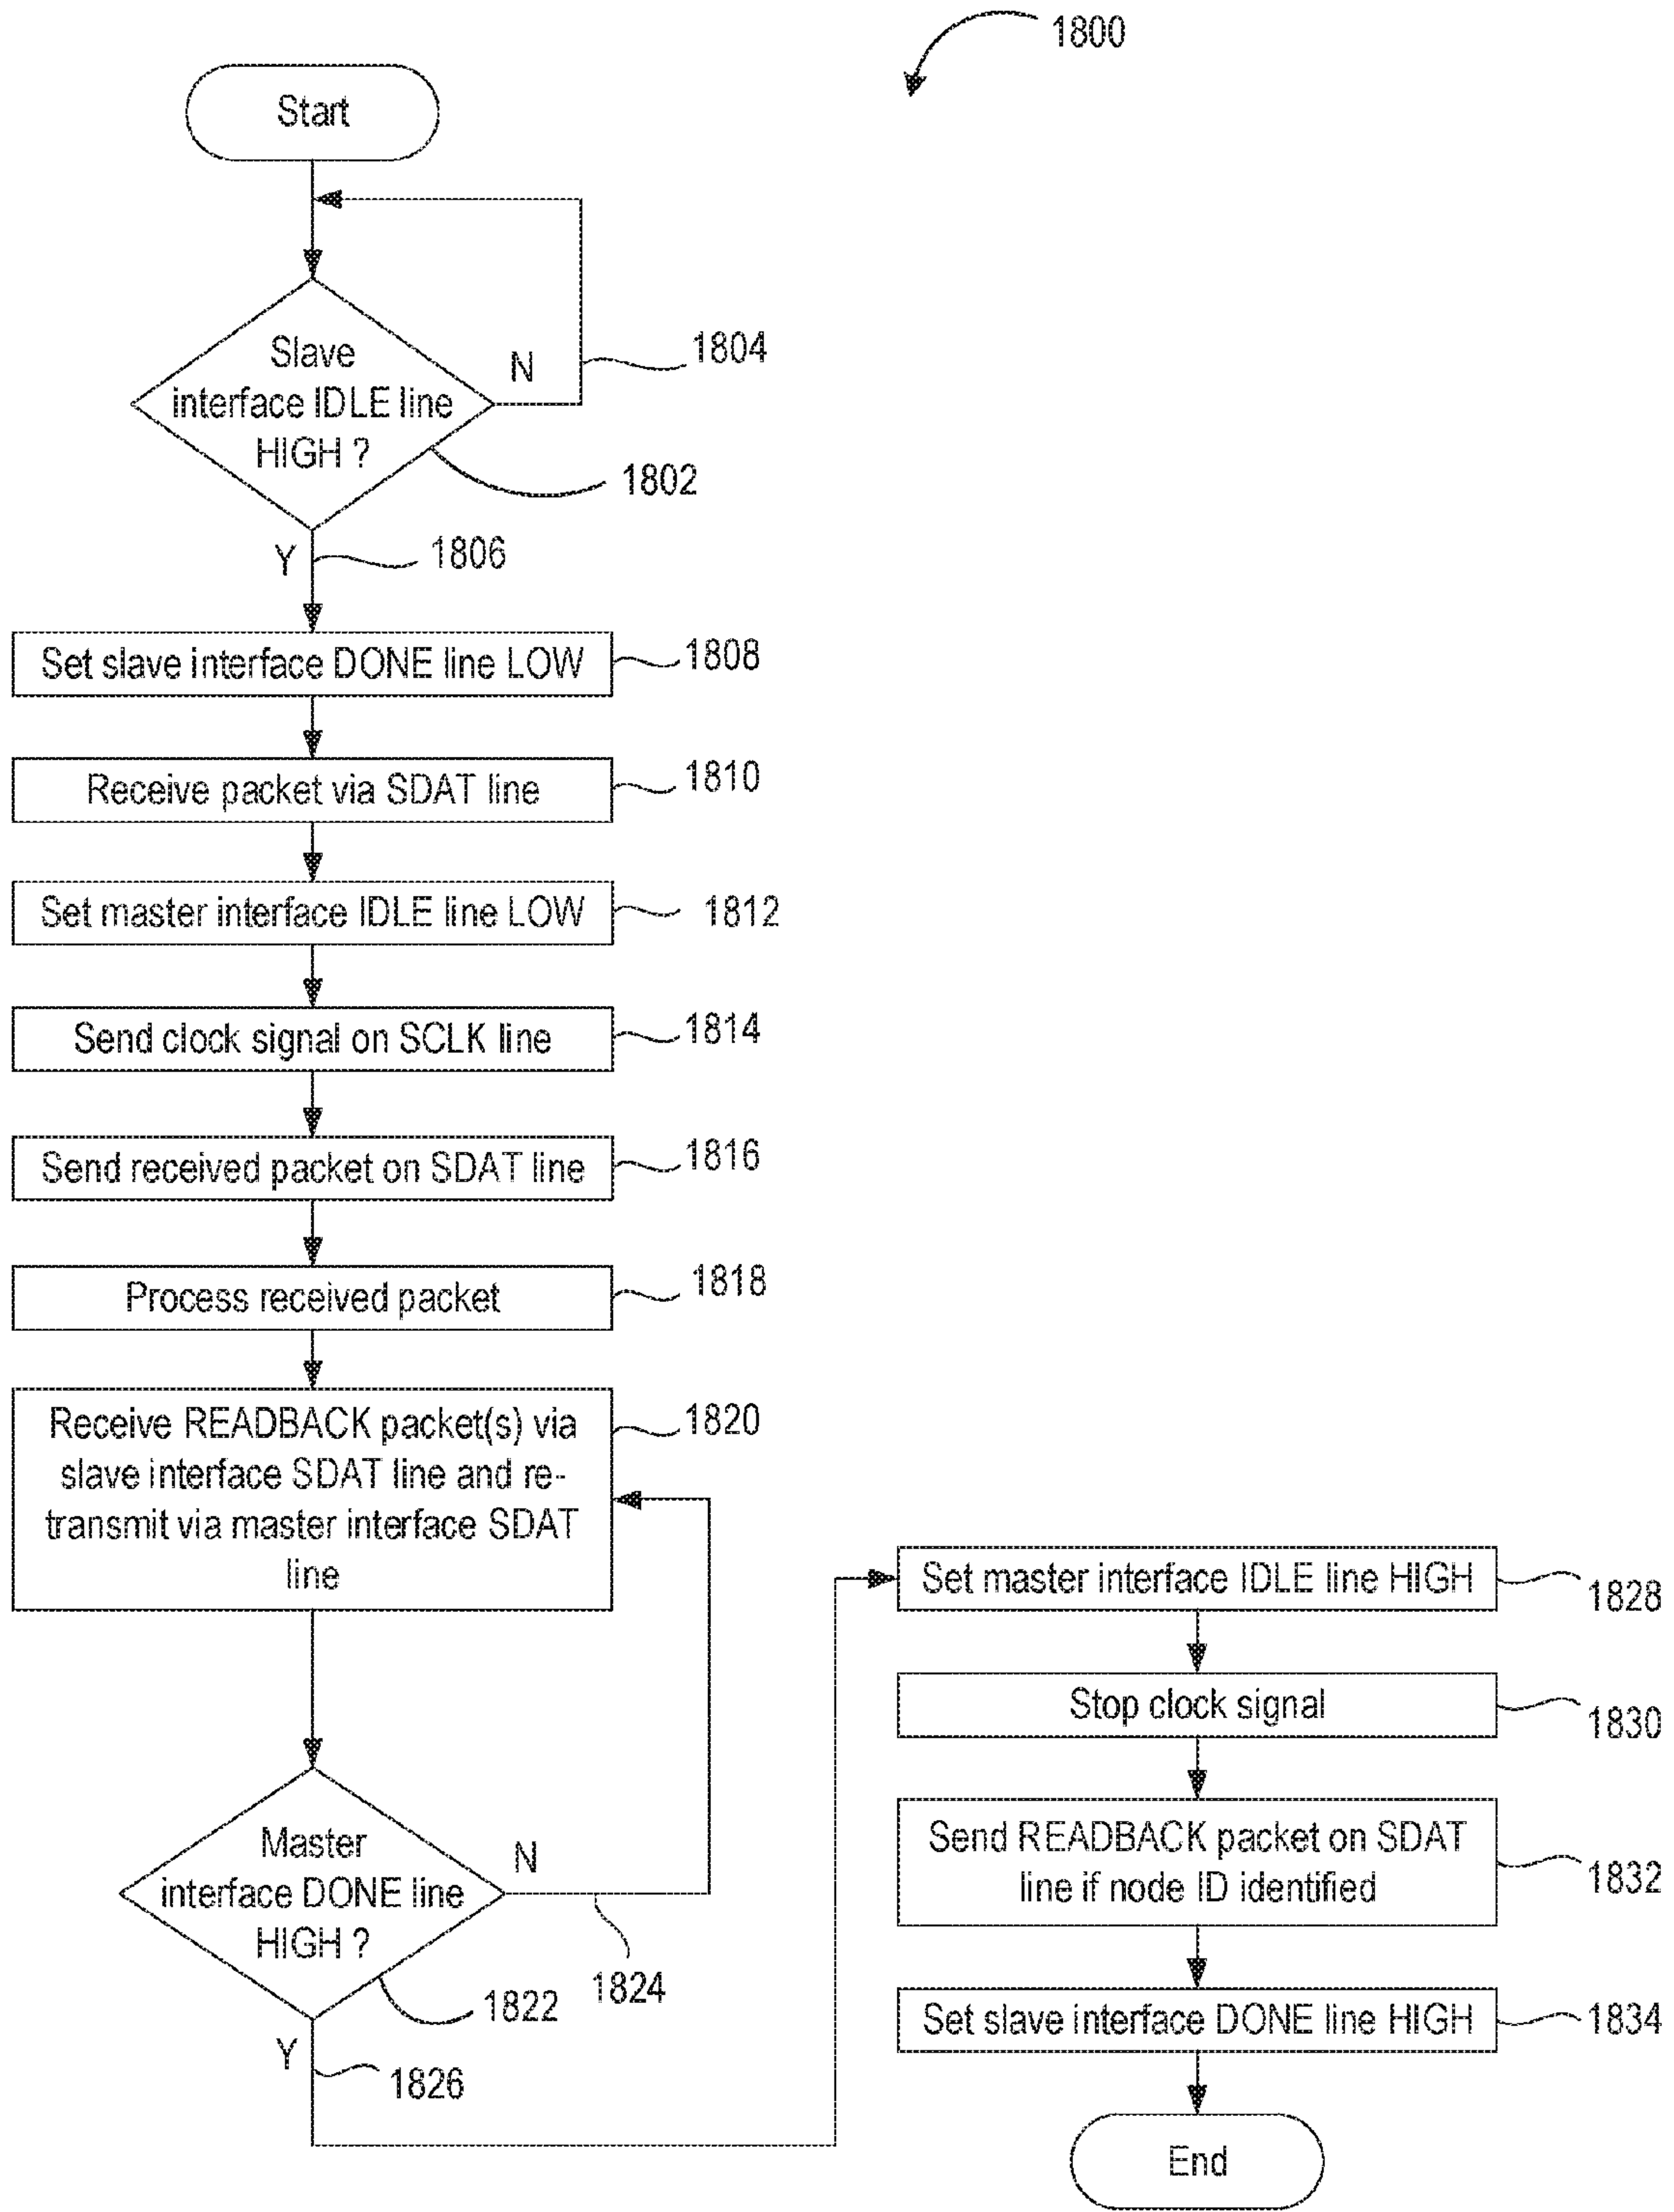 1800
Start
Slave
interface IDLE line
HIGH ?
N
1804
1802
Y
1806
Set slave interface DONE line LOW
1808
Receive packet via SDAT line
1810
Set master interface IDLE line LOW
1812
Send clock signal on SCLK line
1814
Send received packet on SDAT line
1816
Process received packet
1818
Receive READBACK packet(s) via
slave interface SDAT line and re-
transmit via master interface SDAT
line
1820
Master
interface DONE line
HIGH ?
N
1824
1822
Y
1826
Set master interface IDLE line HIGH
1828
Stop clock signal
1830
Send READBACK packet on SDAT
line if node ID identified
1832
Set slave interface DONE line HIGH
1834
End